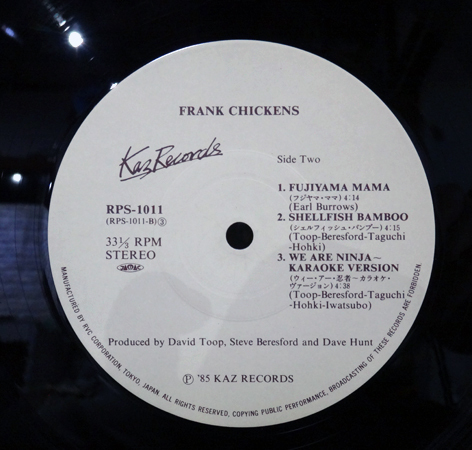 FRANK CHICKENS
Kaz Records
Side Two
RPS-1011
(RPS-1011-B)③
33⅓ RPM
STEREO
1. FUJIYAMA MAMA
(フジヤマ・ママ) 4:14
(Earl Burrows)
2. SHELLFISH BAMBOO
(シェルフィッシュ・バンブー) 4:15
(Toop-Beresford-Taguchi
-Hohki)
3. WE ARE NINJA~
KARAOKE VERSION
(ウィー・アー・忍者~カラオケ・
ヴァージョン) 4:38
(Toop-Beresford-Taguchi
-Hohki-Iwatsubo)
Produced by David Toop, Steve Beresford and Dave Hunt
Ⓟ '85 KAZ RECORDS
MANUFACTURED BY RVC CORPORATION, TOKYO, JAPAN. ALL RIGHTS RESERVED, COPYING PUBLIC PERFORMANCE, BROADCASTING OF THESE RECORDS ARE FORBIDDEN.